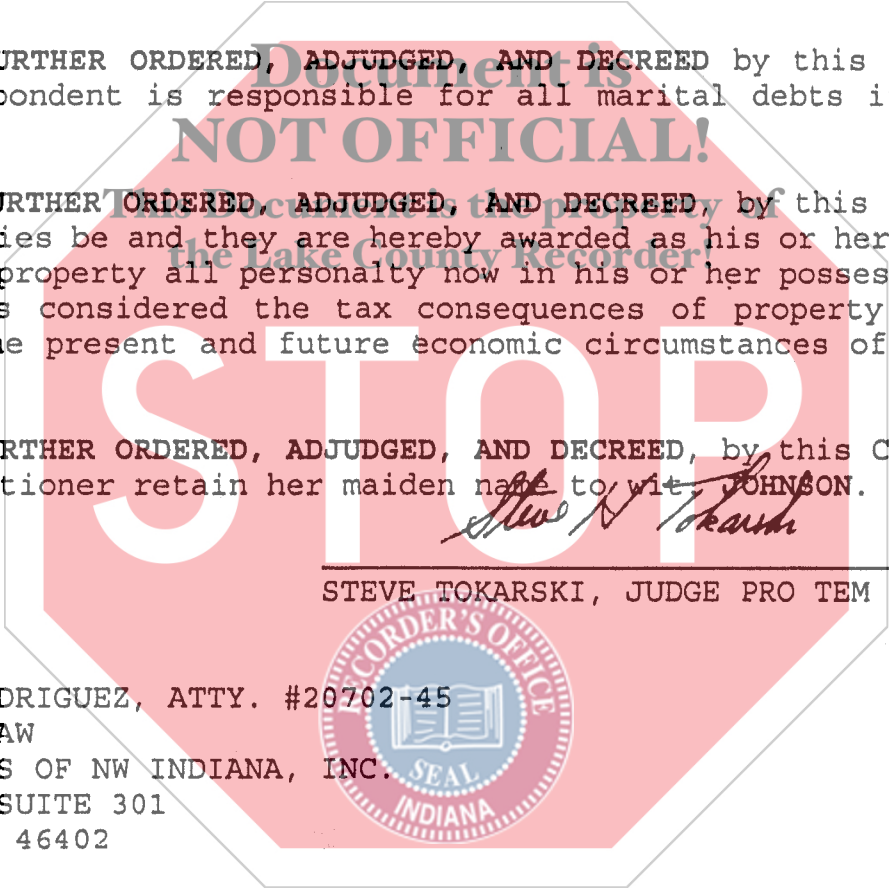 URTHER ORDERED, ADJUDGED, AND DECREED by this
pondent is responsible for all marital debts i
Document is
NOT OFFICIAL!
This Document is the property of
the Lake County Recorder!
URTHER ORDERED, ADJUDGED, AND DECREED, by this
ies be and they are hereby awarded as his or her
property all personalty now in his or her posses
s considered the tax consequences of property
e present and future economic circumstances of
STOP
RTHER ORDERED, ADJUDGED, AND DECREED, by this C
tioner retain her maiden name to wit, JOHNSON.
Steve H Tokarski
STEVE TOKARSKI, JUDGE PRO TEM
RECORDER'S OFFICE
SEAL
INDIANA
DRIGUEZ, ATTY. #20702-45
AW
S OF NW INDIANA, INC.
SUITE 301
46402